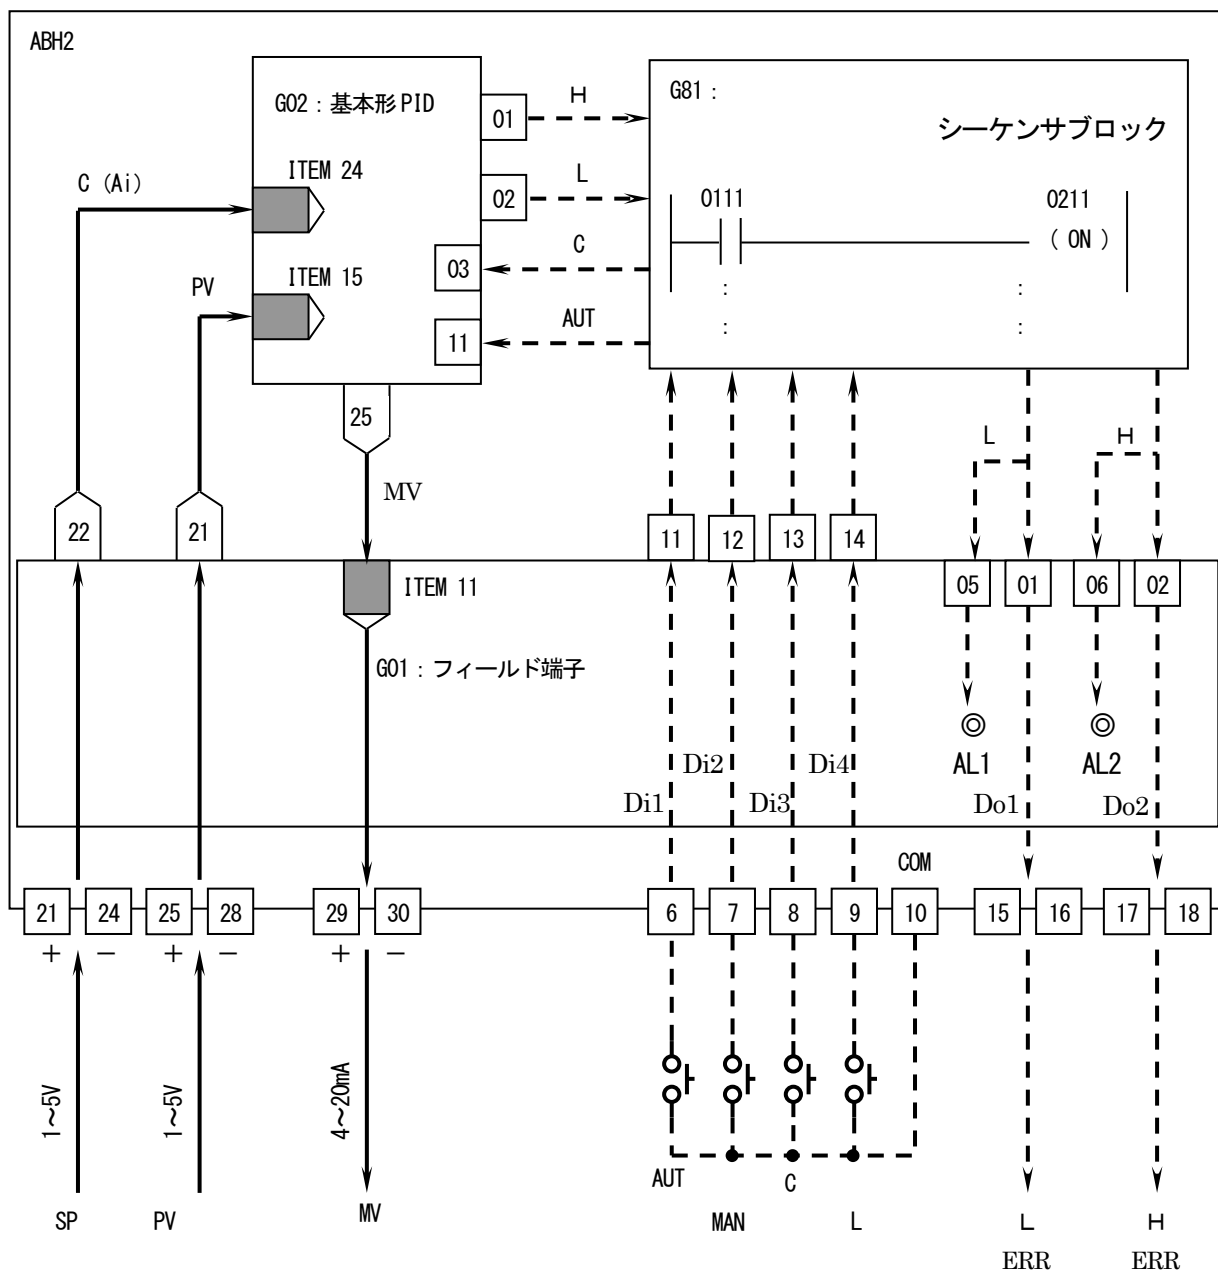 ABH2
G02：基本形PID
01
H
G81：
シーケンサブロック
ITEM 24
C (Ai)
02
L
0111
0211
( ON )
03
C
ITEM 15
PV
:
:
11
AUT
:
:
25
L
H
MV
22
21
11
12
13
14
ITEM 11
05
01
06
02
G01：フィールド端子
AL1
AL2
Di2
Di4
Di1
Di3
Do1
Do2
COM
21
24
25
28
29
30
6
7
8
9
10
15
16
17
18
＋
－
＋
－
＋
－
1～5V
1～5V
4～20mA
AUT
C
SP
PV
MV
MAN
L
L
H
ERR
ERR